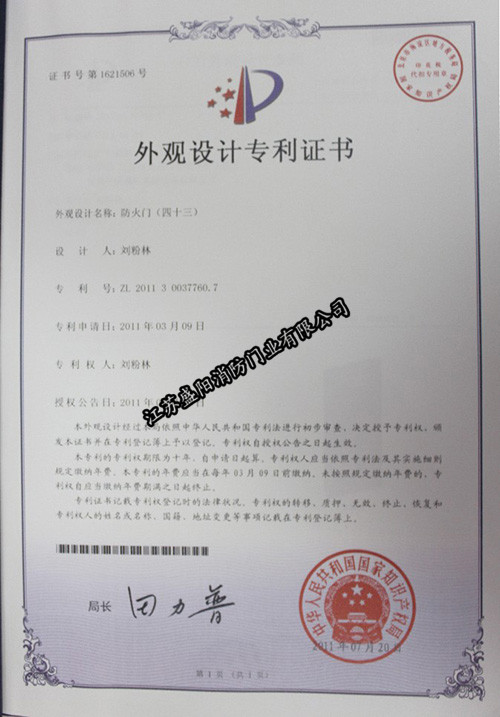 证书号第1621506号
外观设计专利证书
外观设计名称：防火门（四十三）
设 计 人：刘粉林
专 利 号：ZL 2011 3 0037760.7
专利申请日：2011年03月09日
专 利 权 人：刘粉林
授权公告日：2011年
江苏盛阳消防门业有限公司
本外观设计经过本局依照中华人民共和国专利法进行初步审查，决定授予专利权，颁
发本证书并在专利登记簿上予以登记。专利权自授权公告之日起生效。
本专利的专利权期限为十年，自申请日起算。专利权人应当依照专利法及其实施细则
规定缴纳年费。本专利的年费应当在每年03月09日前缴纳。未按照规定缴纳年费的，专
利权自应当缴纳年费期满之日起终止。
专利证书记载专利权登记时的法律状况。专利权的转移、质押、无效、终止、恢复和
专利权人的姓名或名称、国籍、地址变更等事项记载在专利登记簿上。
局长
田力普
中华人民共和国国家知识产权局
2011年07月20日
第1页（共1页）